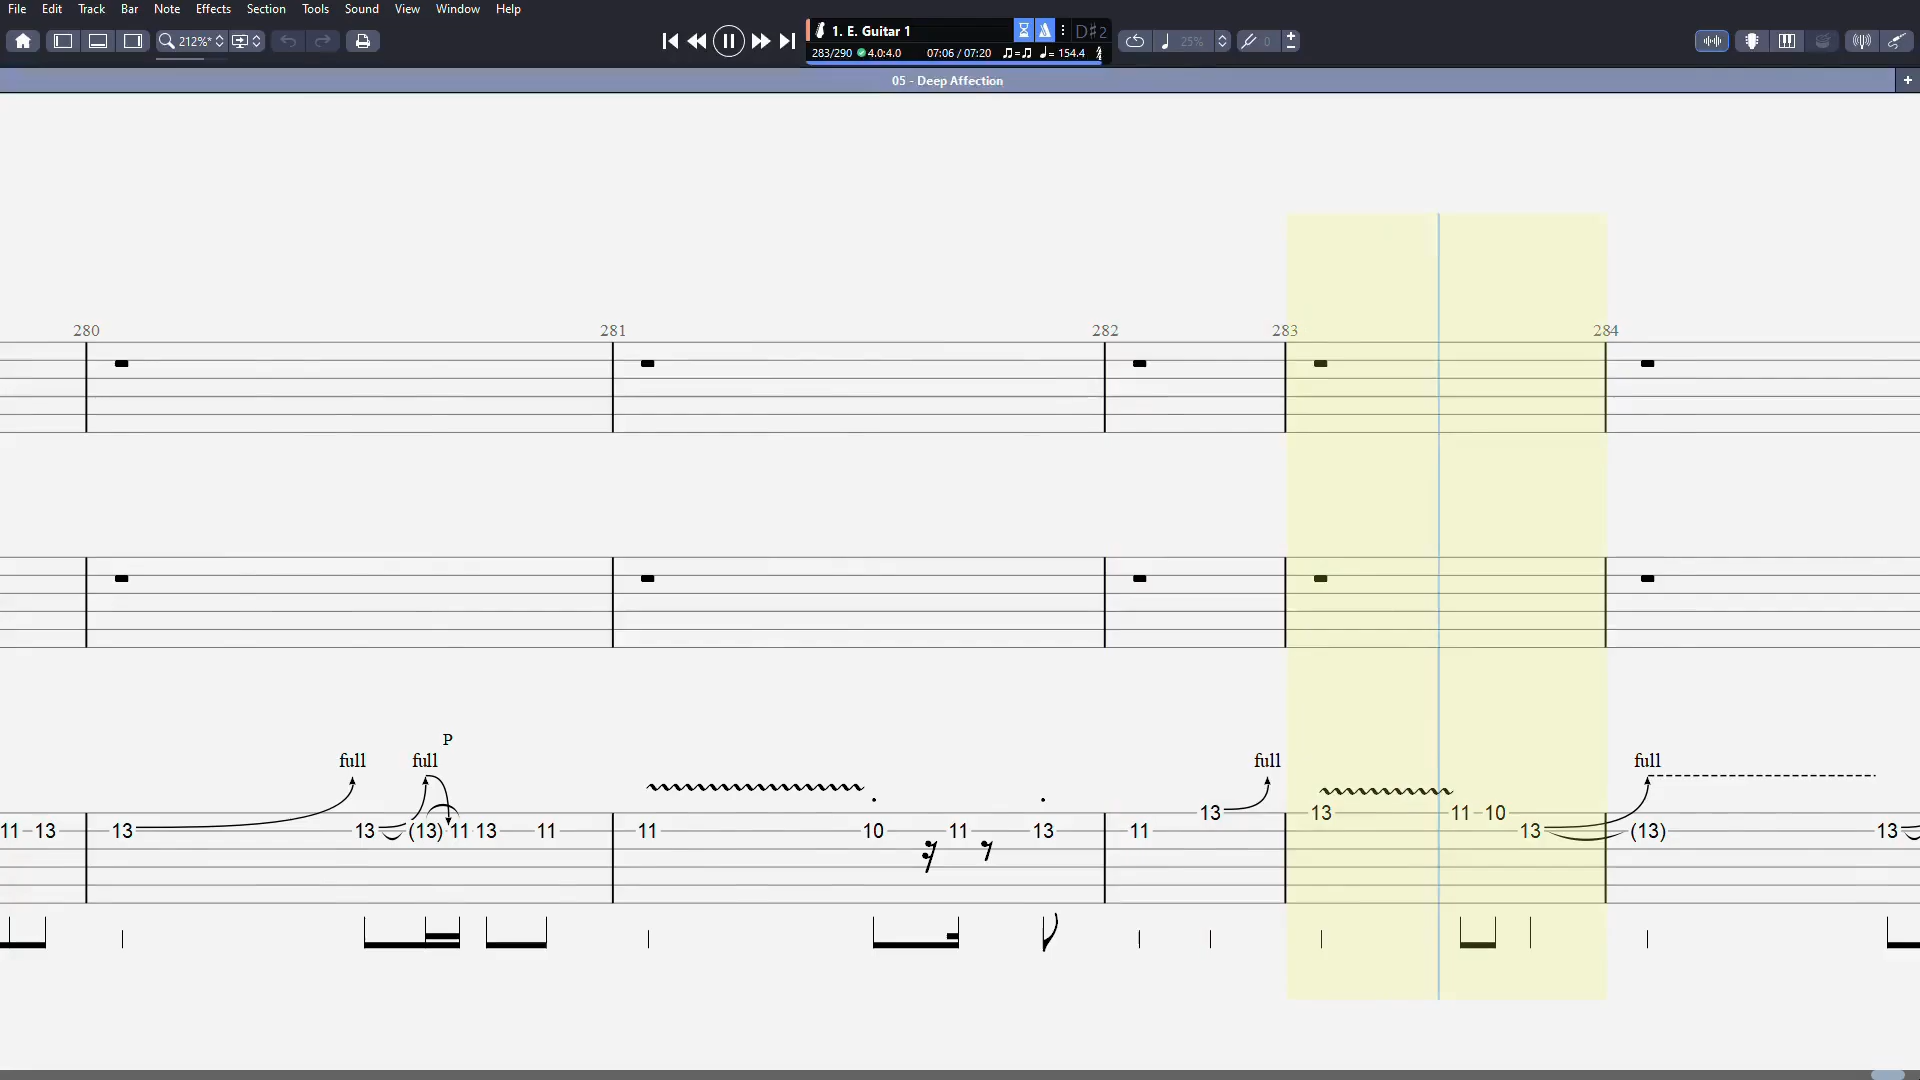 File Edit Track Bar Note Effects Section Tools Sound View Window Help
212%* 1. E. Guitar 1 D♯2 25% 0
283/290 4.0:4.0 07:06 / 07:20 ♫=♫ ♩= 154.4
05 - Deep Affection +
280 281 282 283 284
P
full full full full
13 13 11 10
11 13 13 13 (13) 11 13 11 11 10 11 13 11 13 (13) 13